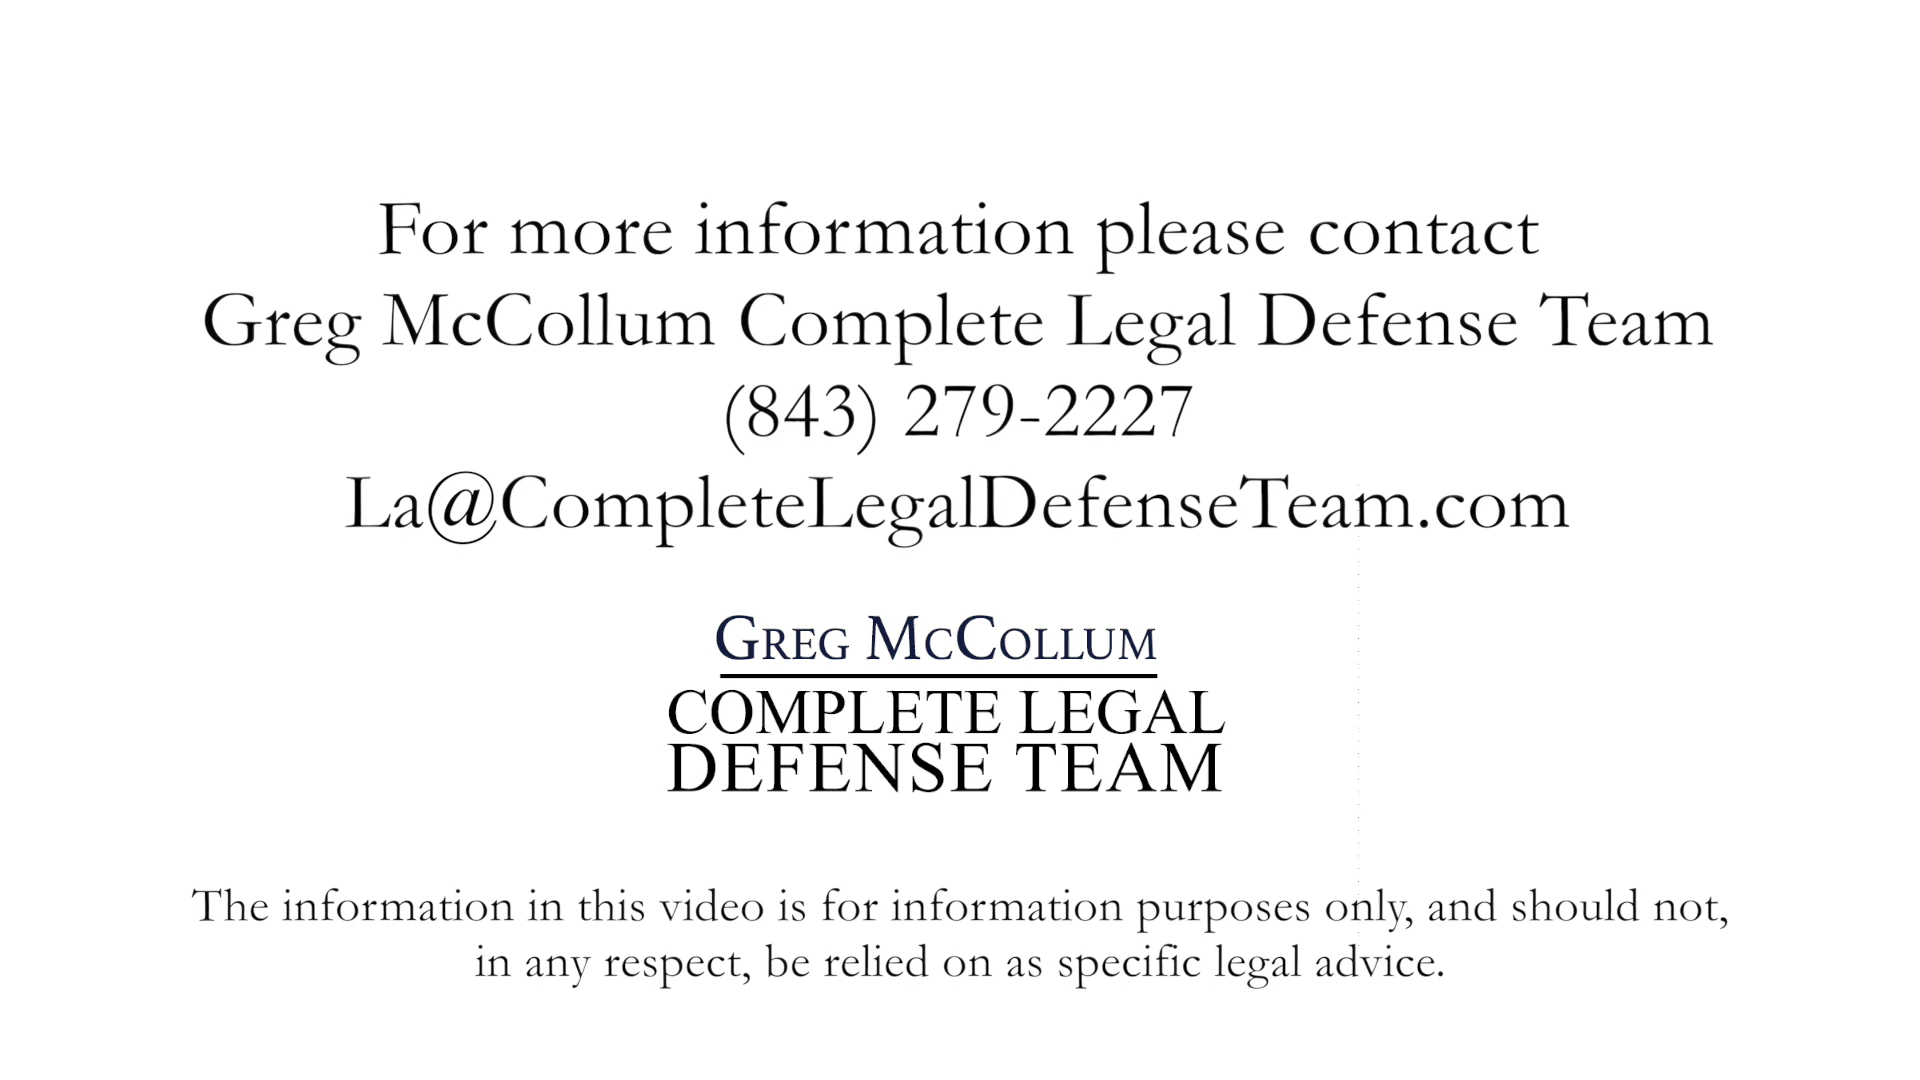 For more information please contact
Greg McCollum Complete Legal Defense Team
(843) 279-2227
La@CompleteLegalDefenseTeam.com
GREG MCCOLLUM
COMPLETE LEGAL
DEFENSE TEAM
The information in this video is for information purposes only, and should not,
in any respect, be relied on as specific legal advice.